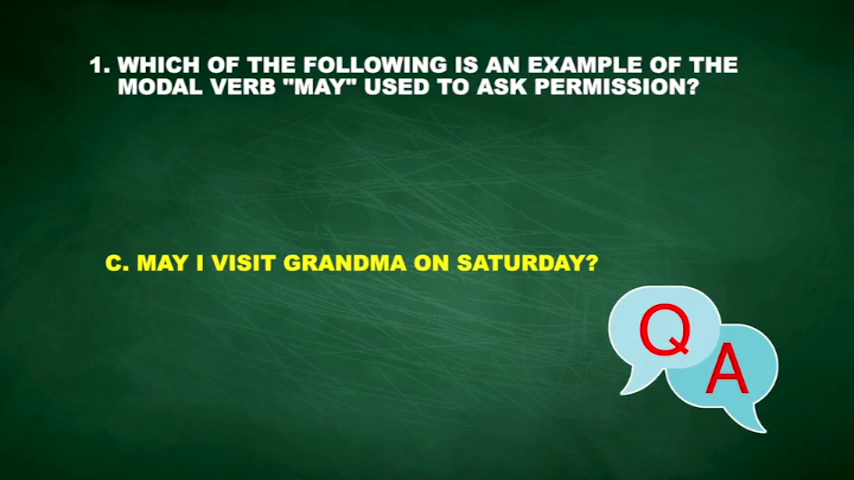 1. WHICH OF THE FOLLOWING IS AN EXAMPLE OF THE
MODAL VERB "MAY" USED TO ASK PERMISSION?
C. MAY I VISIT GRANDMA ON SATURDAY?
Q
A